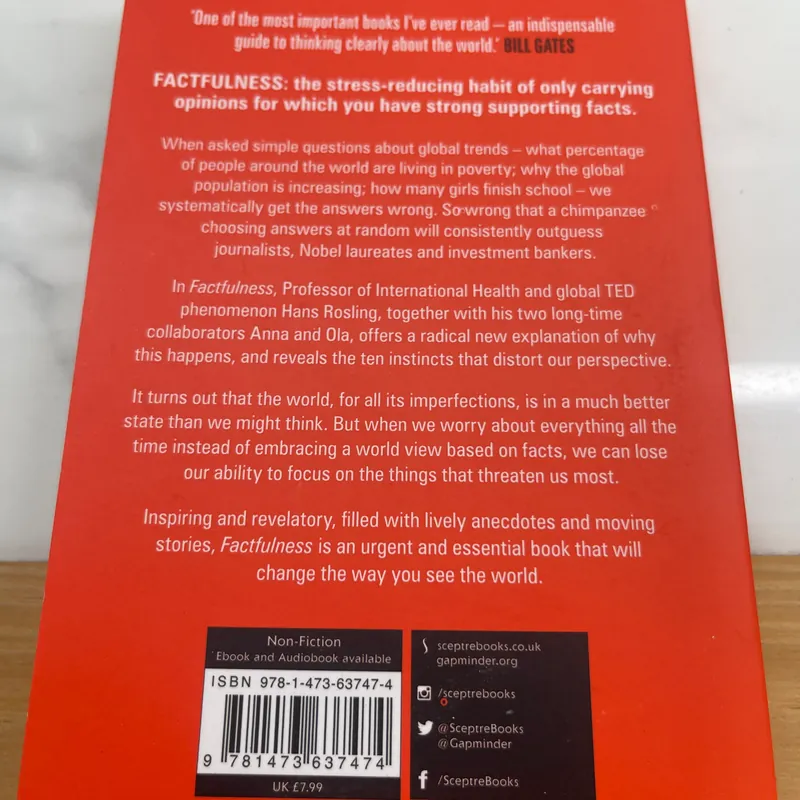 'One of the most important books I've ever read – an indispensable
guide to thinking clearly about the world.' BILL GATES
FACTFULNESS: the stress-reducing habit of only carrying
opinions for which you have strong supporting facts.
When asked simple questions about global trends – what percentage
of people around the world are living in poverty; why the global
population is increasing; how many girls finish school – we
systematically get the answers wrong. So wrong that a chimpanzee
choosing answers at random will consistently outguess
journalists, Nobel laureates and investment bankers.
In Factfulness, Professor of International Health and global TED
phenomenon Hans Rosling, together with his two long-time
collaborators Anna and Ola, offers a radical new explanation of why
this happens, and reveals the ten instincts that distort our perspective.
It turns out that the world, for all its imperfections, is in a much better
state than we might think. But when we worry about everything all the
time instead of embracing a world view based on facts, we can lose
our ability to focus on the things that threaten us most.
Inspiring and revelatory, filled with lively anecdotes and moving
stories, Factfulness is an urgent and essential book that will
change the way you see the world.
Non-Fiction
Ebook and Audiobook available
ISBN 978-1-473-63747-4
9 781473 637474
UK £7.99
sceptrebooks.co.uk
gapminder.org
/sceptrebooks
@SceptreBooks
@Gapminder
/SceptreBooks